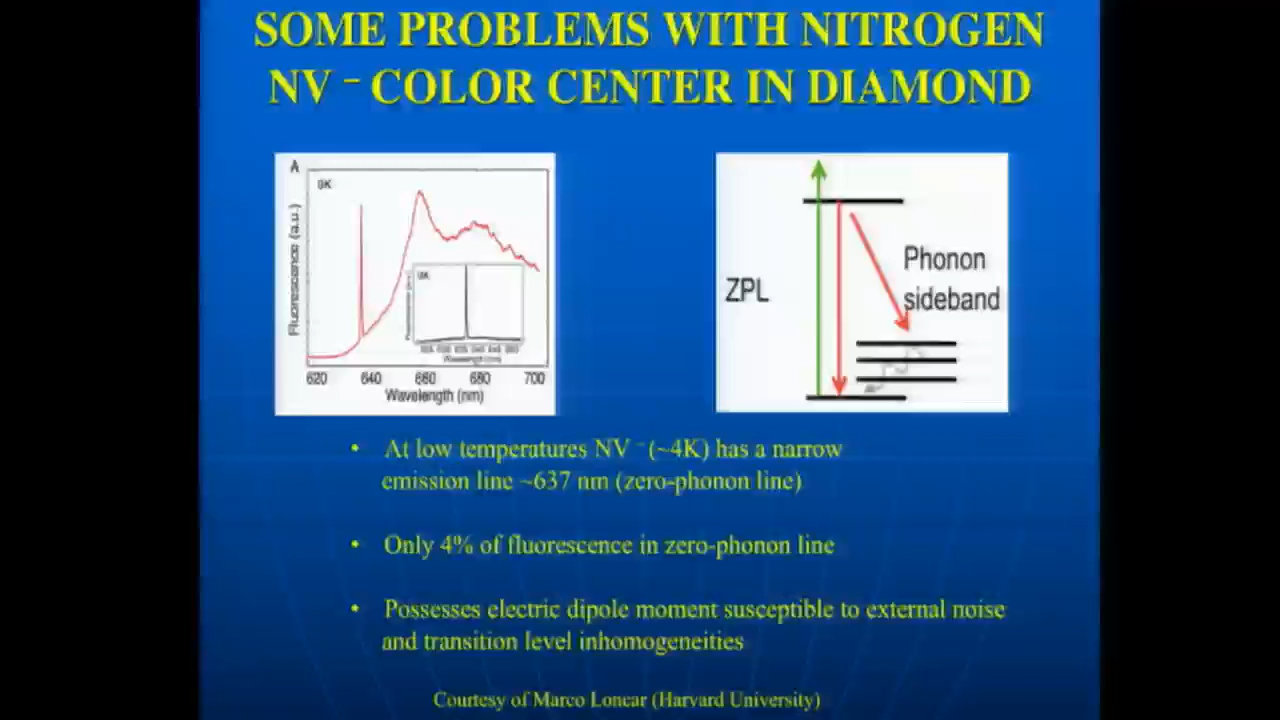 SOME PROBLEMS WITH NITROGEN
NV – COLOR CENTER IN DIAMOND
A
Fluorescence (a.u.)
620 640 660 680 700
Wavelength (nm)
ZPL
Phonon
sideband
• At low temperatures NV – (~4K) has a narrow
emission line ~637 nm (zero-phonon line)
• Only 4% of fluorescence in zero-phonon line
• Possesses electric dipole moment susceptible to external noise
and transition level inhomogeneities
Courtesy of Marco Loncar (Harvard University)